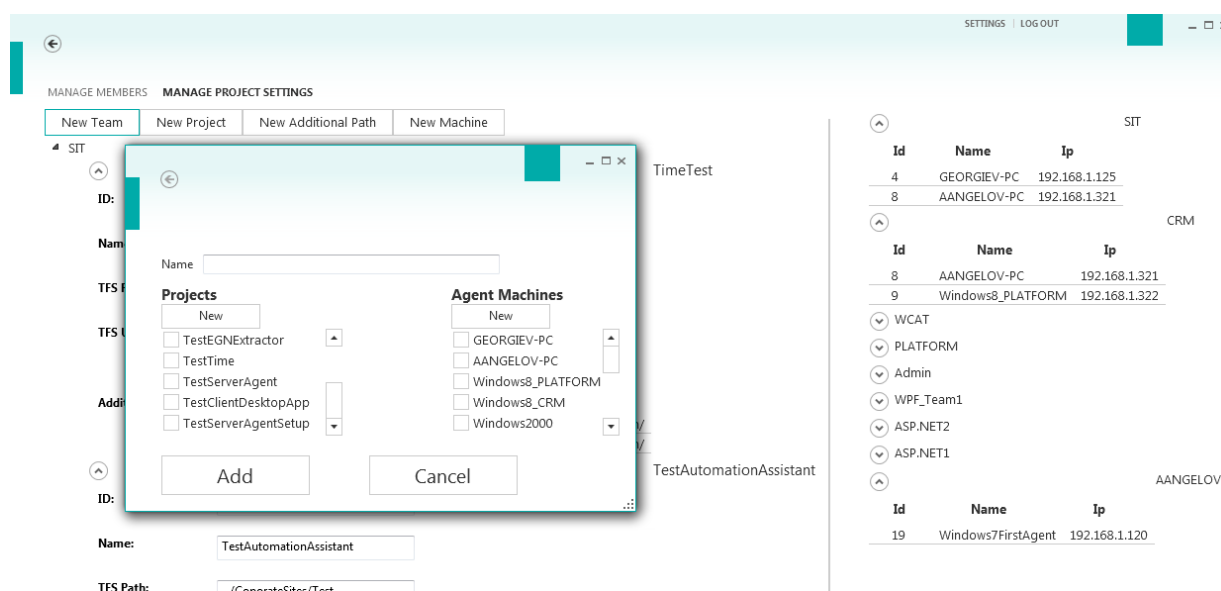 SETTINGS | LOG OUT
MANAGE MEMBERS MANAGE PROJECT SETTINGS
New Team New Project New Additional Path New Machine
SIT
TimeTest
ID:
Name
TFS
TFS
Addi
Name
Projects
New
TestEGNExtractor
TestTime
TestServerAgent
TestClientDesktopApp
TestServerAgentSetup
Agent Machines
New
GEORGIEV-PC
AANGELOV-PC
Windows8_PLATFORM
Windows8_CRM
Windows2000
Add Cancel
TestAutomationAssistant
ID:
Name: TestAutomationAssistant
TFS Path: /CoporateSites/Test
SIT
Id Name Ip
4 GEORGIEV-PC 192.168.1.125
8 AANGELOV-PC 192.168.1.321
CRM
Id Name Ip
8 AANGELOV-PC 192.168.1.321
9 Windows8_PLATFORM 192.168.1.322
WCAT
PLATFORM
Admin
WPF_Team1
ASP.NET2
ASP.NET1
AANGELOV
Id Name Ip
19 Windows7FirstAgent 192.168.1.120